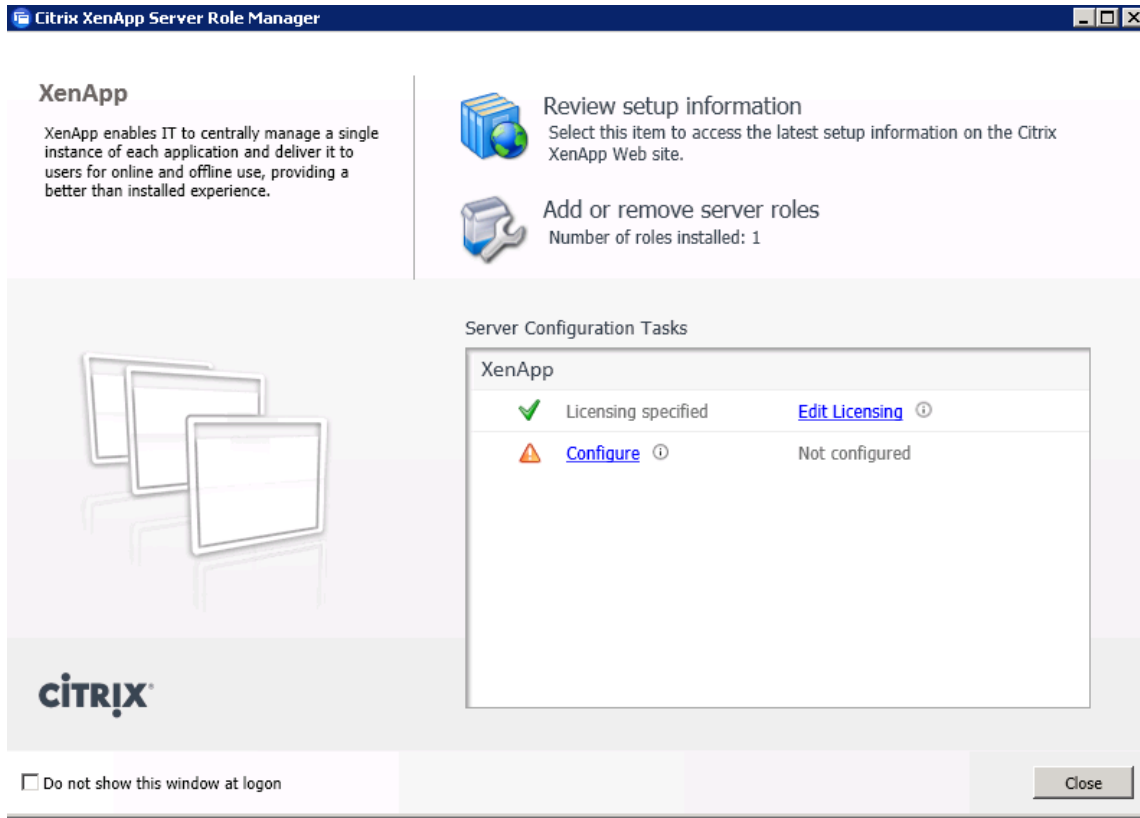 Citrix XenApp Server Role Manager
XenApp
XenApp enables IT to centrally manage a single
instance of each application and deliver it to
users for online and offline use, providing a
better than installed experience.
Review setup information
Select this item to access the latest setup information on the Citrix
XenApp Web site.
Add or remove server roles
Number of roles installed: 1
Server Configuration Tasks
XenApp
Licensing specified Edit Licensing
Configure Not configured
CITRIX
Do not show this window at logon
Close